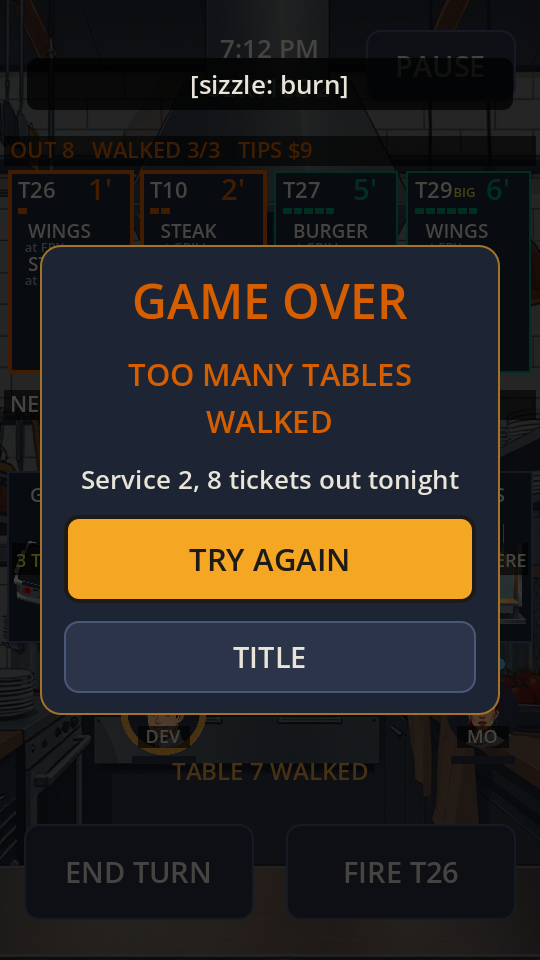 7:12 PM
PAUSE
[sizzle: burn]
OUT 8 WALKED 3/3 TIPS $9
T26 1'
T10 2'
T27 5'
T29 BIG 6'
WINGS
STEAK
BURGER
WINGS
GAME OVER
TOO MANY TABLES
WALKED
Service 2, 8 tickets out tonight
TRY AGAIN
TITLE
DEV
MO
TABLE 7 WALKED
END TURN
FIRE T26